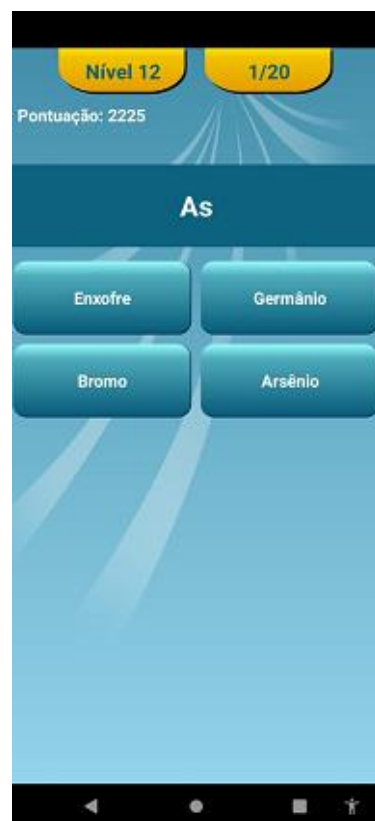 Nível 12 1/20
Pontuação: 2225
As
Enxofre Germânio
Bromo Arsênio